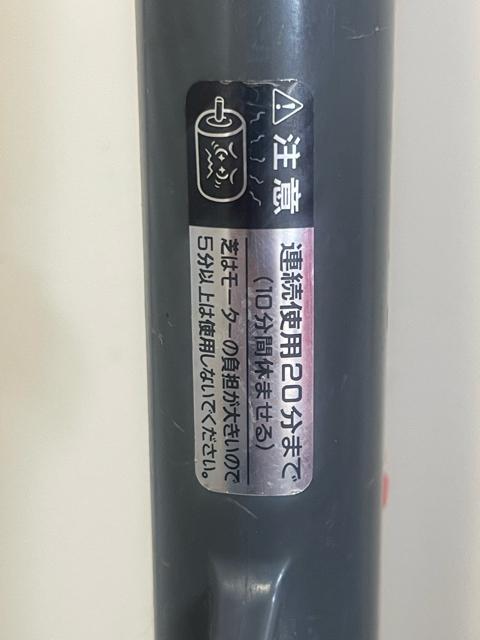 注意
連続使用20分まで
(10分間休ませる)
芝はモーターの負担が大きいので
5分以上は使用しないでください。